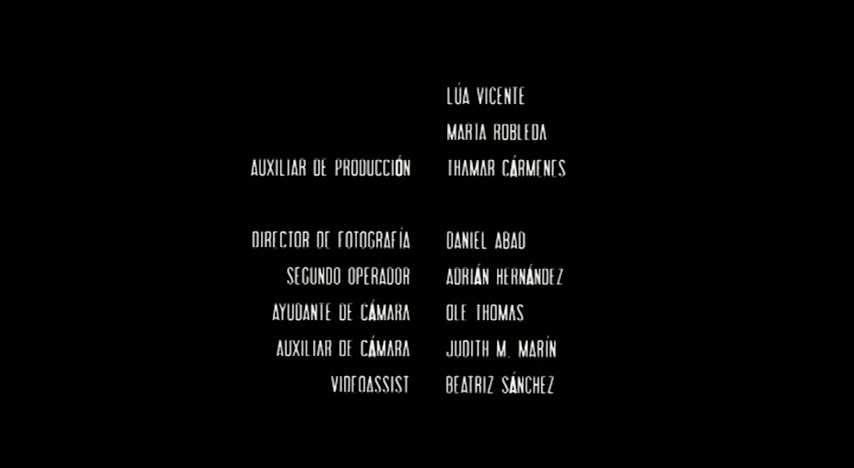 LÚA VICENTE
MARTA ROBLEDA
AUXILIAR DE PRODUCCIÓN THAMAR CÁRMENES
DIRECTOR DE FOTOGRAFÍA DANIEL ABAD
SEGUNDO OPERADOR ADRIÁN HERNÁNDEZ
AYUDANTE DE CÁMARA OLE THOMAS
AUXILIAR DE CÁMARA JUDITH M. MARÍN
VIDEOASSIST BEATRIZ SÁNCHEZ